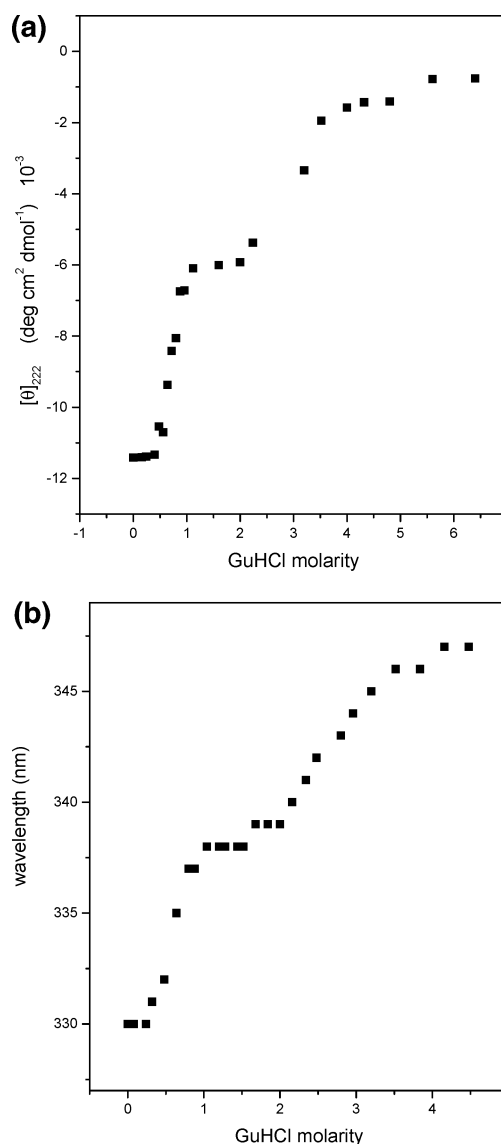 (a)
0
-2
-4
-6
-8
-10
-12
[θ]222 (deg cm² dmol⁻¹) 10⁻³
-1 0 1 2 3 4 5 6
GuHCl molarity
(b)
345
340
335
330
wavelength (nm)
0 1 2 3 4
GuHCl molarity